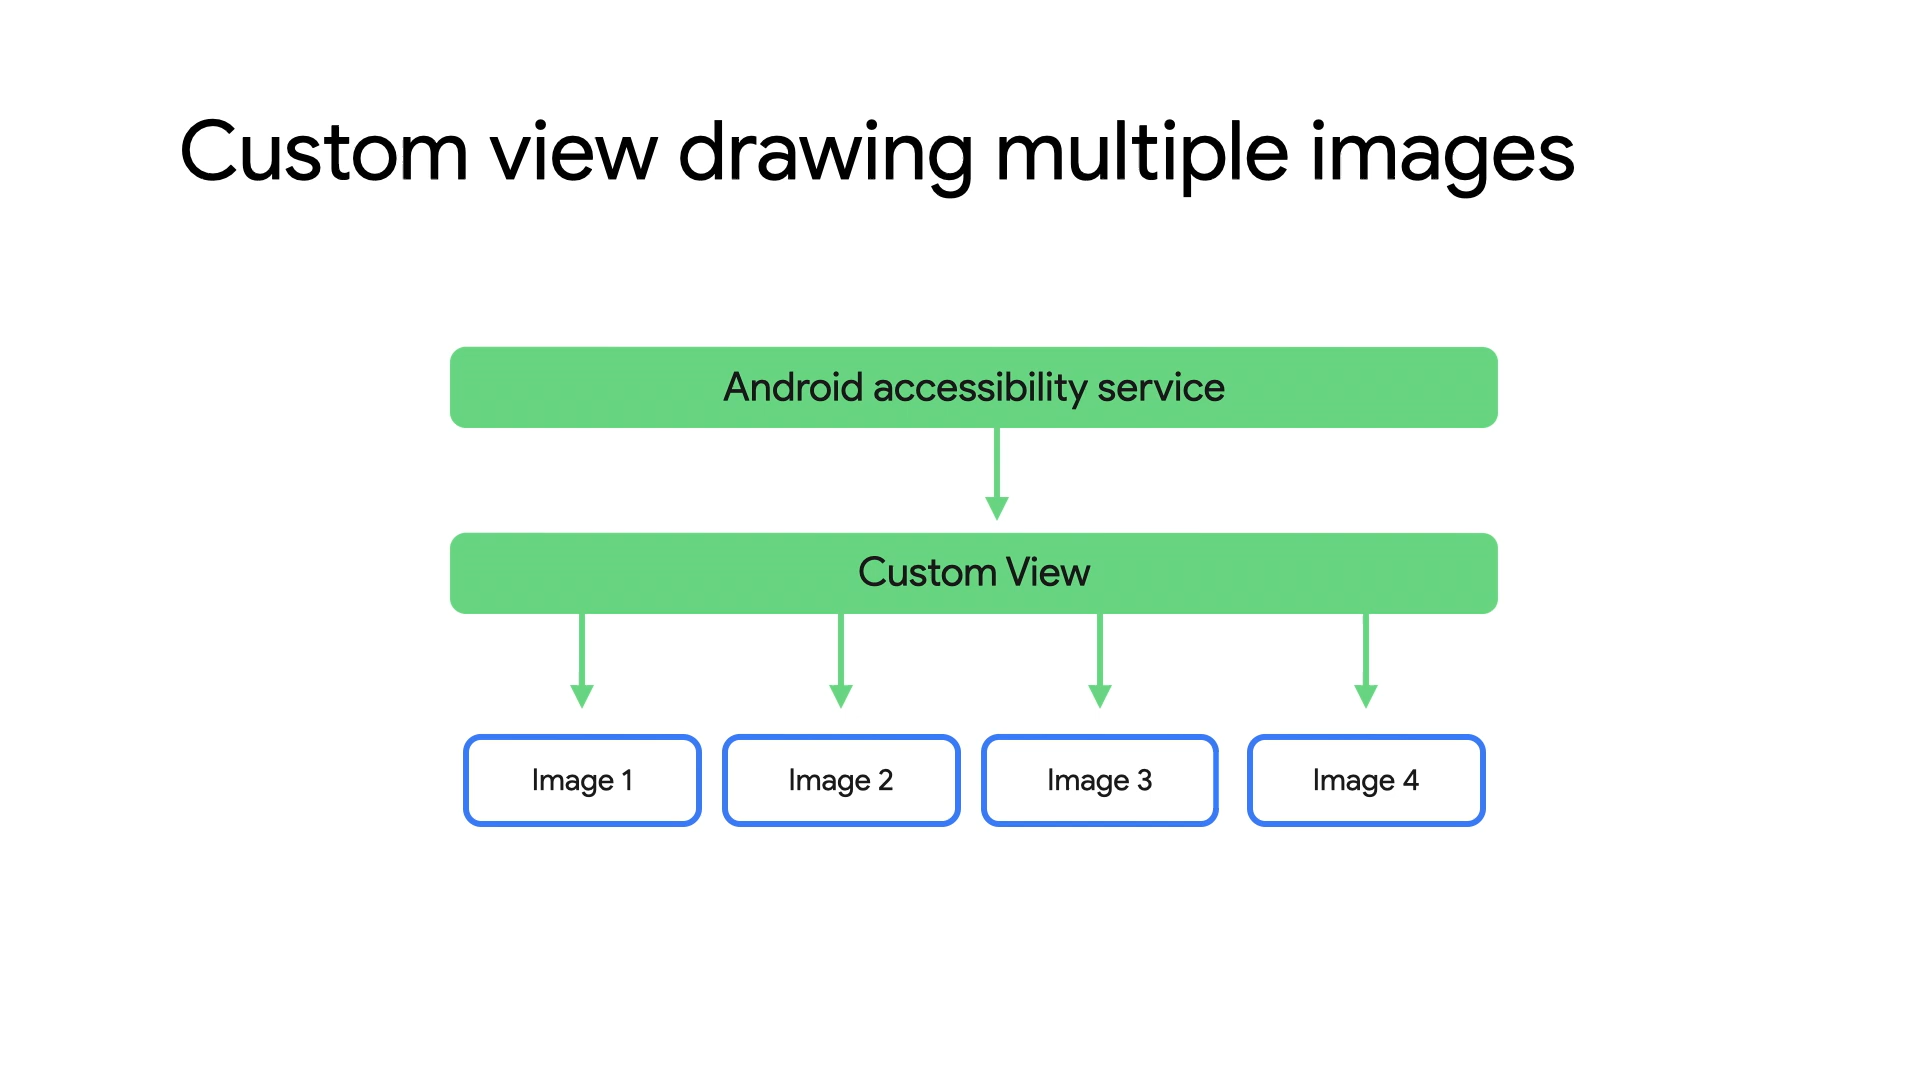 Custom view drawing multiple images
Android accessibility service
Custom View
Image 1
Image 2
Image 3
Image 4